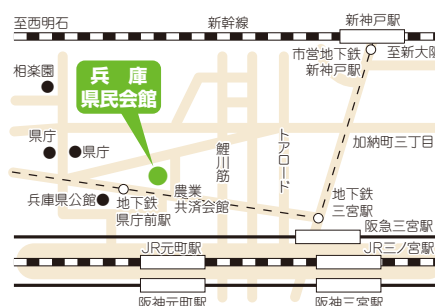 至西明石
新幹線
新神戸駅
市営地下鉄
新神戸駅
至新大阪
相楽園
兵庫
県民会館
県庁
県庁
鯉川筋
トアロード
加納町三丁目
農業
共済会館
兵庫県公館
地下鉄
県庁前駅
地下鉄
三宮駅
阪急三宮駅
JR元町駅
JR三ノ宮駅
阪神元町駅
阪神三宮駅